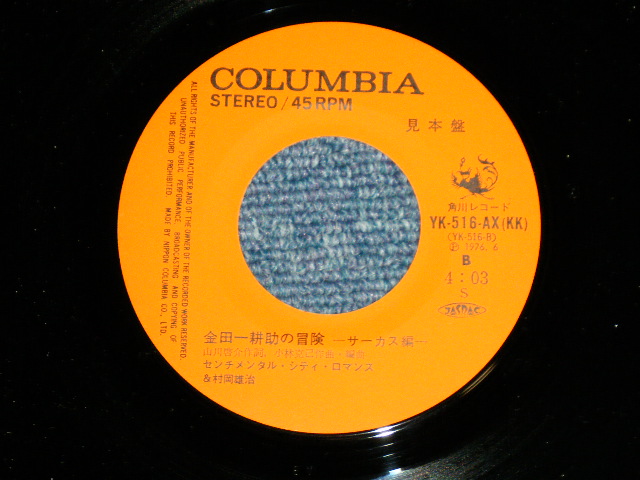 COLUMBIA
STEREO/45RPM
見本盤
角川レコード
YK-516-AX(KK)
(YK-516-B)
Ⓟ 1976.6
B
4:03
S
JASRAC
金田一耕助の冒険 —サーカス編—
センチメンタル・シティ・ロマンス
&村岡雄治
ALL RIGHTS OF THE MANUFACTURER AND OF THE OWNER OF THE RECORDED WORK RESERVED.
UNAUTHORIZED PUBLIC PERFORMANCE, BROADCASTING AND COPYING OF
THIS RECORD PROHIBITED. MADE BY NIPPON COLUMBIA CO., LTD.